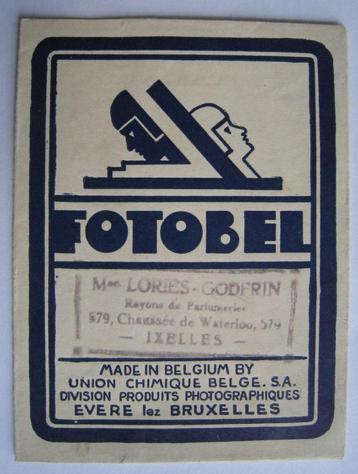 FOTOBEL
Mon LORIES-GODFRIN
Rayons de Parfumeries
579, Chaussée de Waterloo, 579
— IXELLES —
MADE IN BELGIUM BY
UNION CHIMIQUE BELGE. S.A.
DIVISION PRODUITS PHOTOGRAPHIQUES
EVERE lez BRUXELLES